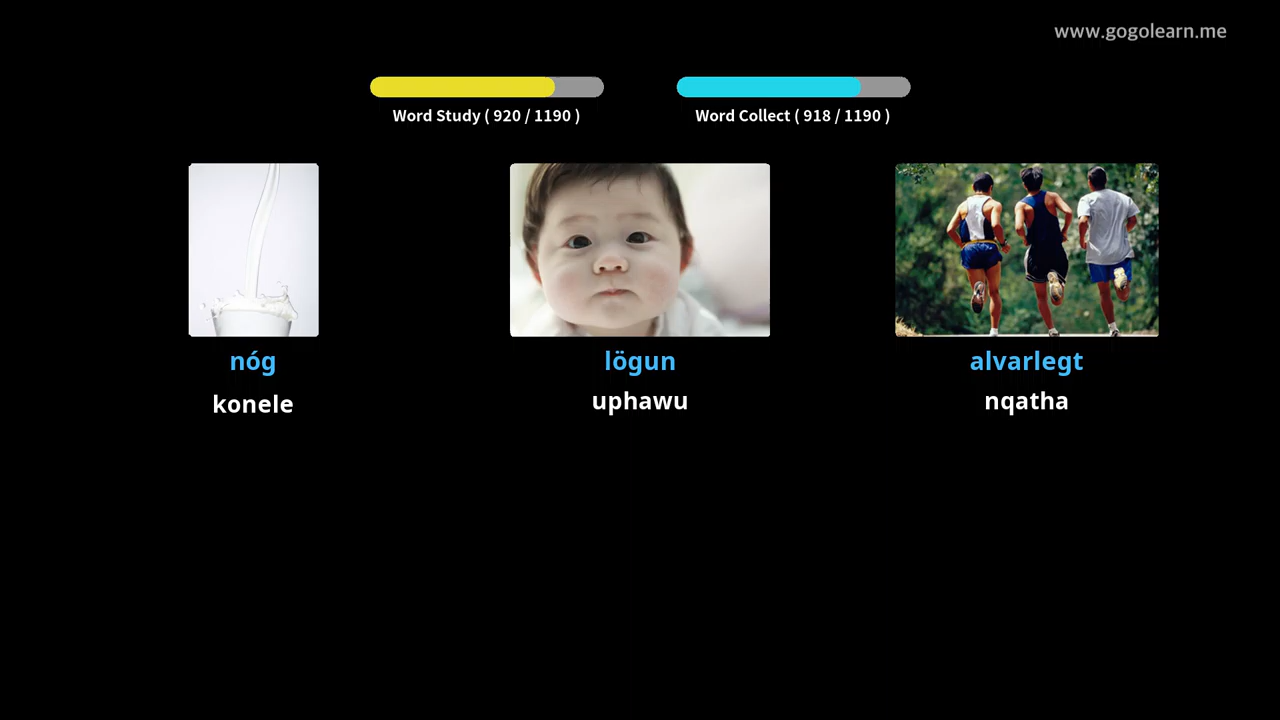 www.gogolearn.me
Word Study ( 920 / 1190 )
Word Collect ( 918 / 1190 )
nóg
lögun
alvarlegt
konele
uphawu
nqatha